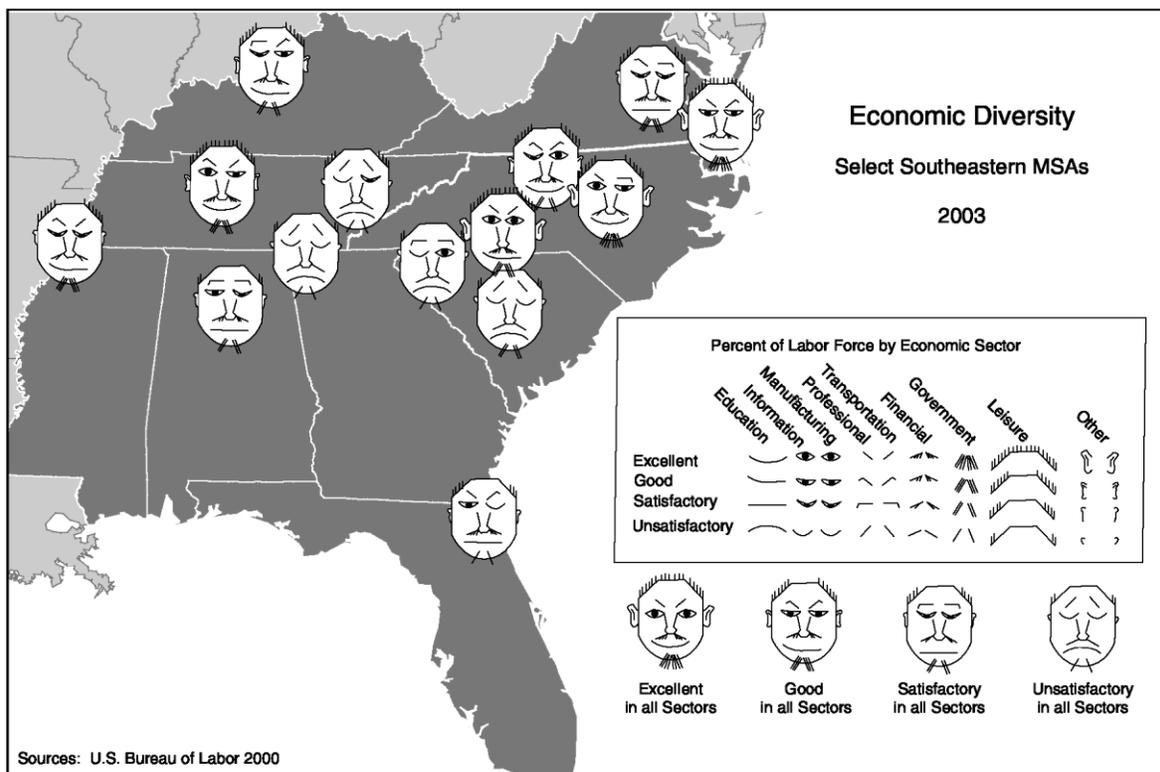 Economic Diversity
Select Southeastern MSAs
2003
Percent of Labor Force by Economic Sector
Education
Information
Manufacturing
Professional
Transportation
Financial
Government
Leisure
Other
Excellent
Good
Satisfactory
Unsatisfactory
Excellent
in all Sectors
Good
in all Sectors
Satisfactory
in all Sectors
Unsatisfactory
in all Sectors
Sources: U.S. Bureau of Labor 2000